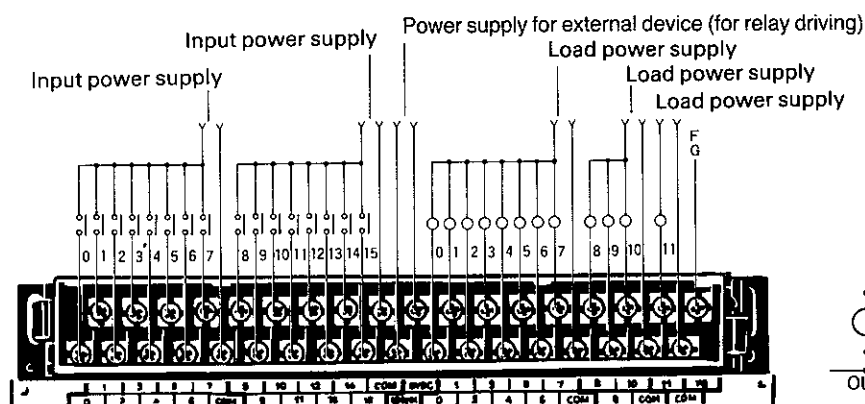 Input power supply
Power supply for external device (for relay driving)
Load power supply
Input power supply
Load power supply
Load power supply
F
G
0 1 2 3 4 5 6 7 8 9 10 11 12 13 14 15 0 1 2 3 4 5 6 7 8 9 10 11
1 3 5 7 8 10 12 14 COM 1 3 5 7 8 10 11
0 2 4 6 COM 9 11 0 2 4 6 COM 9 COM COM
OU